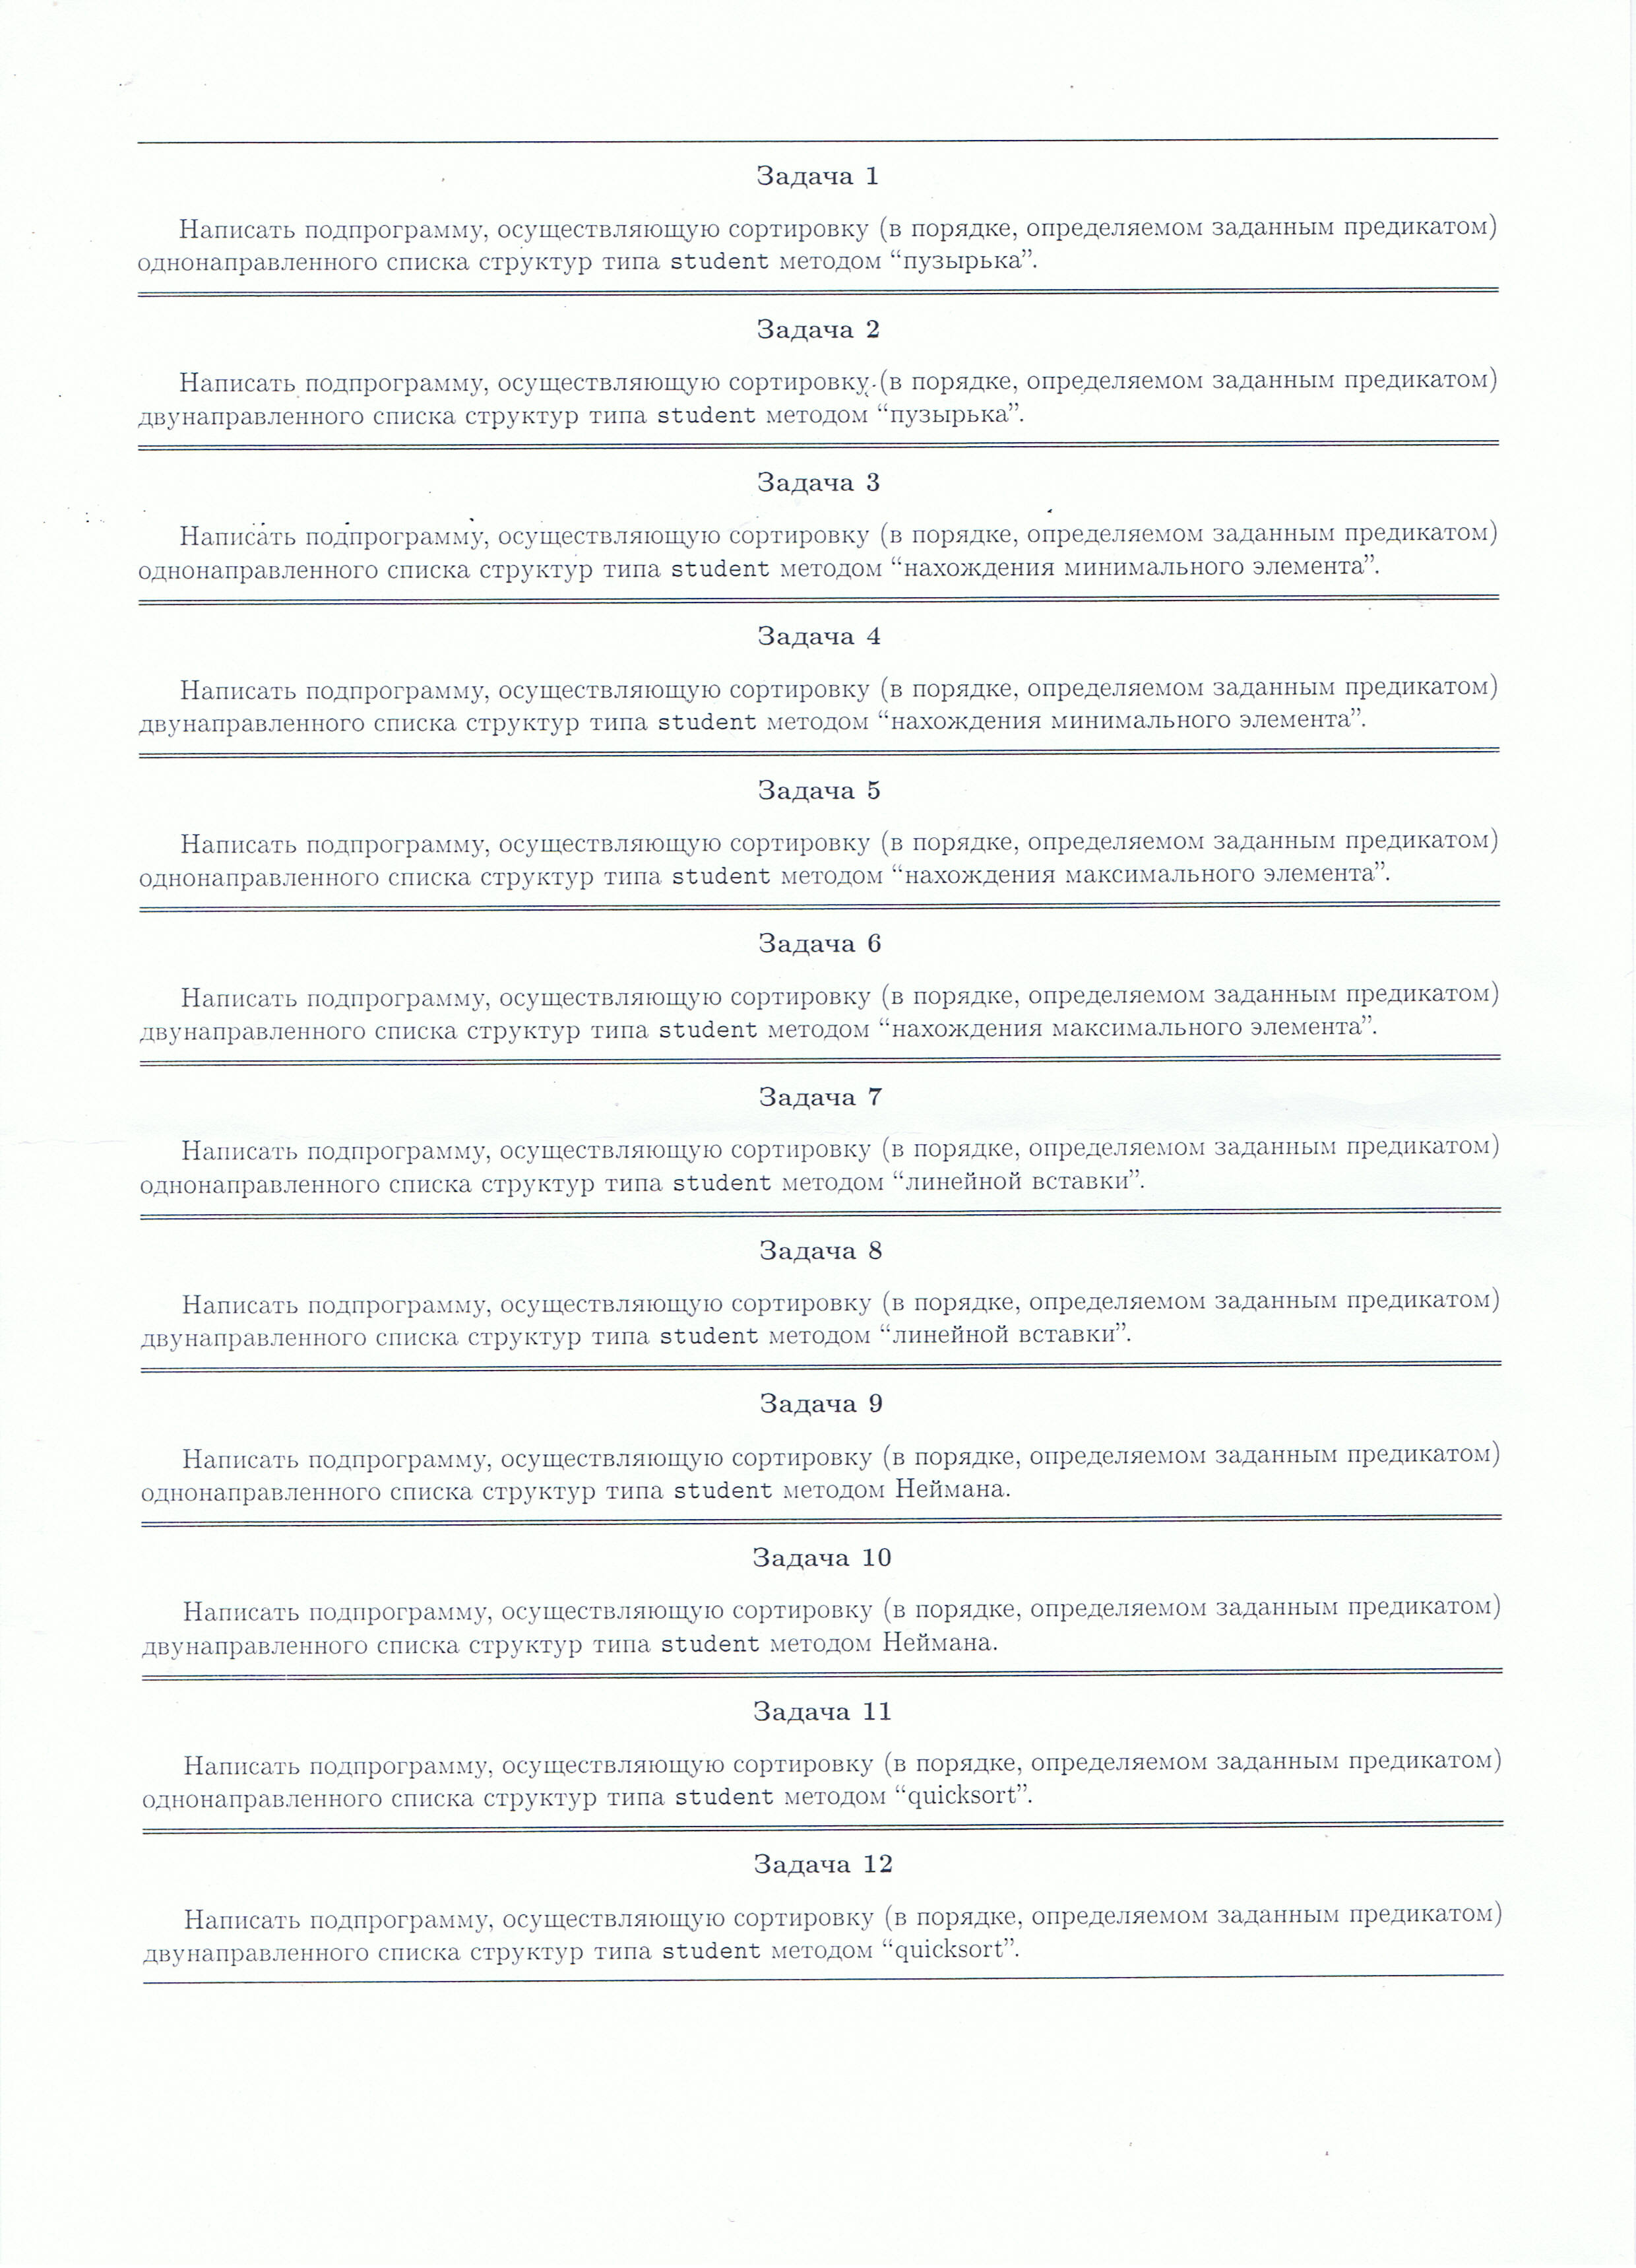 Задача 1
Написать подпрограмму, осуществляющую сортировку (в порядке, определяемом заданным предикатом)
однонаправленного списка структур типа student методом “пузырька”.
Задача 2
Написать подпрограмму, осуществляющую сортировку (в порядке, определяемом заданным предикатом)
двунаправленного списка структур типа student методом “пузырька”.
Задача 3
Написать подпрограмму, осуществляющую сортировку (в порядке, определяемом заданным предикатом)
однонаправленного списка структур типа student методом “нахождения минимального элемента”.
Задача 4
Написать подпрограмму, осуществляющую сортировку (в порядке, определяемом заданным предикатом)
двунаправленного списка структур типа student методом “нахождения минимального элемента”.
Задача 5
Написать подпрограмму, осуществляющую сортировку (в порядке, определяемом заданным предикатом)
однонаправленного списка структур типа student методом “нахождения максимального элемента”.
Задача 6
Написать подпрограмму, осуществляющую сортировку (в порядке, определяемом заданным предикатом)
двунаправленного списка структур типа student методом “нахождения максимального элемента”.
Задача 7
Написать подпрограмму, осуществляющую сортировку (в порядке, определяемом заданным предикатом)
однонаправленного списка структур типа student методом “линейной вставки”.
Задача 8
Написать подпрограмму, осуществляющую сортировку (в порядке, определяемом заданным предикатом)
двунаправленного списка структур типа student методом “линейной вставки”.
Задача 9
Написать подпрограмму, осуществляющую сортировку (в порядке, определяемом заданным предикатом)
однонаправленного списка структур типа student методом Неймана.
Задача 10
Написать подпрограмму, осуществляющую сортировку (в порядке, определяемом заданным предикатом)
двунаправленного списка структур типа student методом Неймана.
Задача 11
Написать подпрограмму, осуществляющую сортировку (в порядке, определяемом заданным предикатом)
однонаправленного списка структур типа student методом “quicksort”.
Задача 12
Написать подпрограмму, осуществляющую сортировку (в порядке, определяемом заданным предикатом)
двунаправленного списка структур типа student методом “quicksort”.